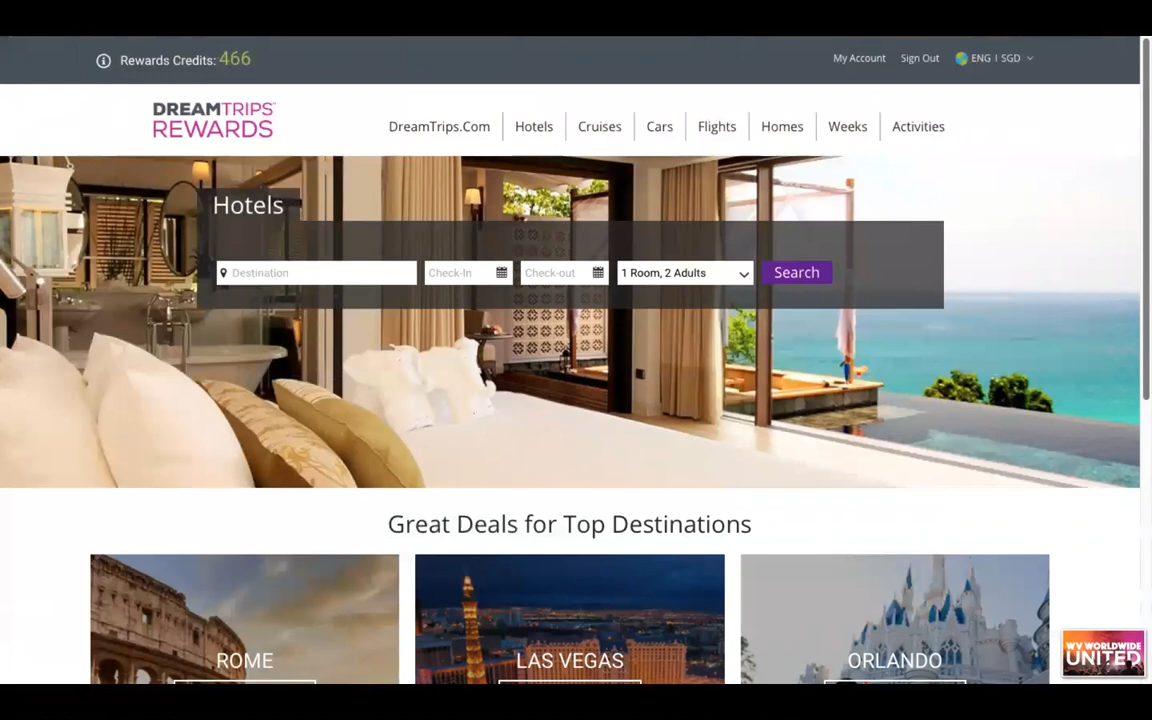 Rewards Credits: 466
My Account
Sign Out
ENG | SGD
DREAMTRIPS™
REWARDS
DreamTrips.Com
Hotels
Cruises
Cars
Flights
Homes
Weeks
Activities
Hotels
Destination
Check-In
Check-out
1 Room, 2 Adults
Search
Great Deals for Top Destinations
ROME
LAS VEGAS
ORLANDO
WV WORLDWIDE
UNITED